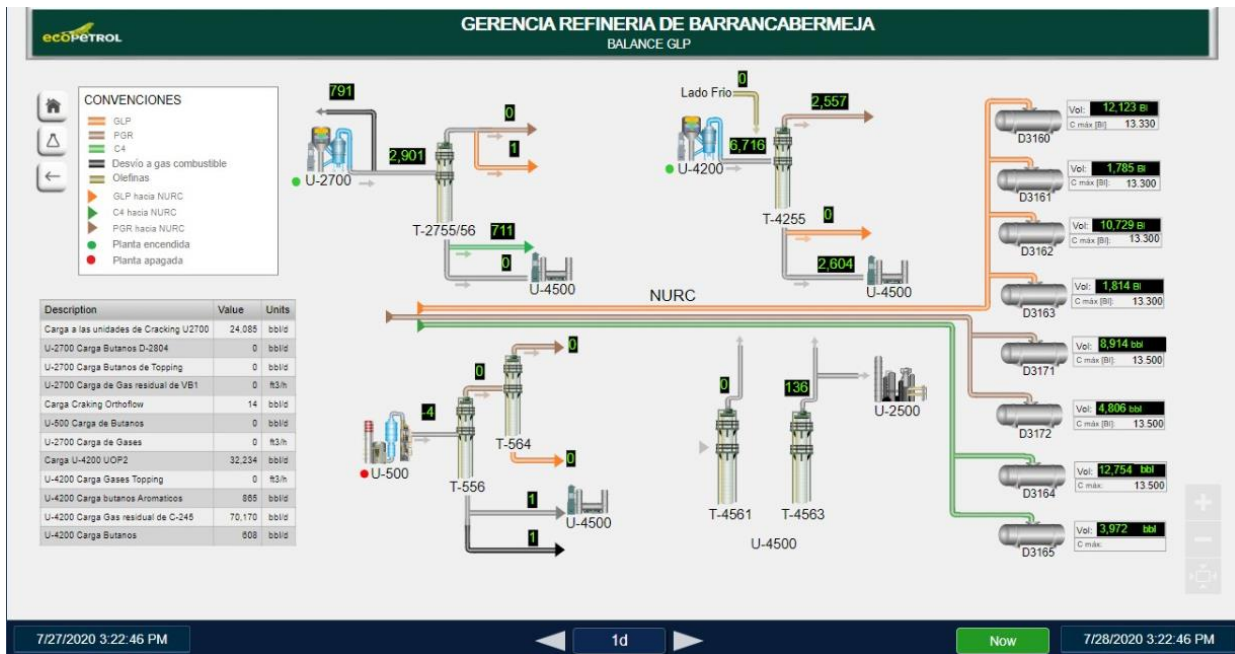 ecopetrol
GERENCIA REFINERIA DE BARRANCABERMEJA
BALANCE GLP
CONVENCIONES
GLP
PGR
C4
Desvío a gas combustible
Olefinas
GLP hacia NURC
C4 hacia NURC
PGR hacia NURC
Planta encendida
Planta apagada
791
2,901
U-2700
0
1
T-2755/56
711
0
U-4500
Lado Frio
0
6,716
U-4200
2,557
T-4255
0
2,604
U-4500
NURC
Description Value Units
Carga a las unidades de Cracking U2700 24,085 bbl/d
U-2700 Carga Butanos D-2804 0 bbl/d
U-2700 Carga Butanos de Topping 0 bbl/d
U-2700 Carga de Gas residual de VB1 0 ft3/h
Carga Craking Orthoflow 14 bbl/d
U-500 Carga de Butanos 0 bbl/d
U-2700 Carga de Gases 0 ft3/h
Carga U-4200 UOP2 32,234 bbl/d
U-4200 Carga Gases Topping 0 ft3/h
U-4200 Carga butanos Aromaticos 865 bbl/d
U-4200 Carga Gas residual de C-245 70,170 bbl/d
U-4200 Carga Butanos 608 bbl/d
-4
U-500
0
T-556
0
T-564
0
1
U-4500
1
0
T-4561
136
T-4563
U-4500
U-2500
D3160
Vol: 12,123 Bl
C máx [Bl] 13.330
D3161
Vol: 1,785 Bl
C máx [Bl]: 13.300
D3162
Vol: 10,729 Bl
C máx [Bl]: 13.300
D3163
Vol: 1,814 Bl
C máx [Bl]: 13.300
D3171
Vol: 8,914 bbl
C máx [Bl]: 13.500
D3172
Vol: 4,806 bbl
C máx [Bl]: 13.500
D3164
Vol: 12,754 bbl
C máx: 13.500
D3165
Vol: 3,972 bbl
C máx:
7/27/2020 3:22:46 PM
1d
Now
7/28/2020 3:22:46 PM